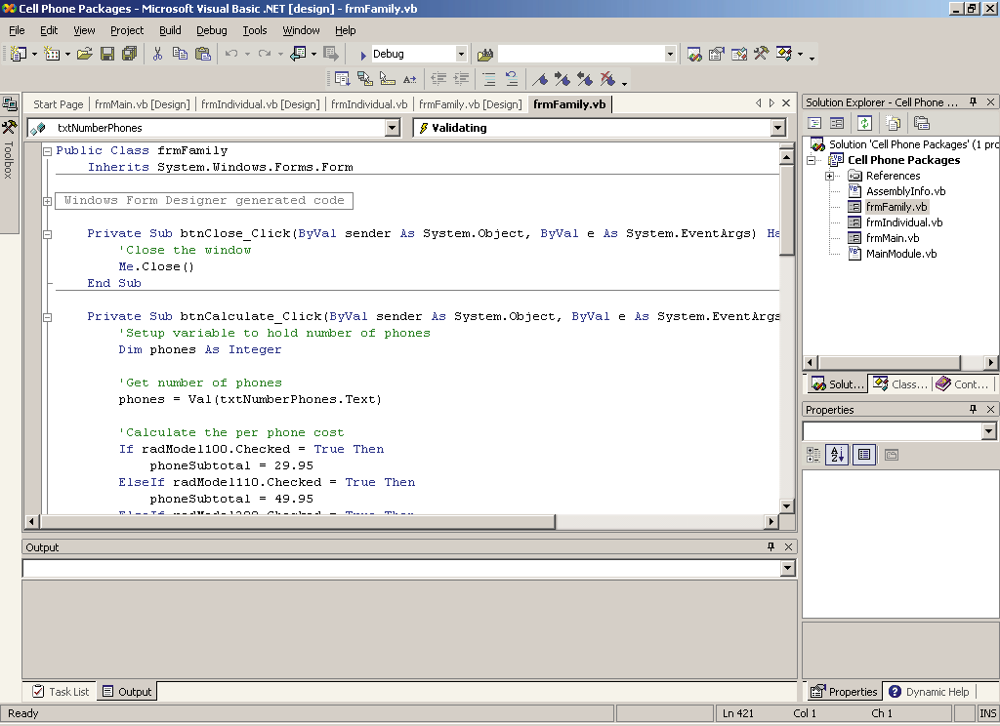 Cell Phone Packages - Microsoft Visual Basic .NET [design] - frmFamily.vb
File Edit View Project Build Debug Tools Window Help
Debug
Start Page frmMain.vb [Design] frmIndividual.vb [Design] frmIndividual.vb frmFamily.vb [Design] frmFamily.vb
txtNumberPhones Validating
Toolbox
Public Class frmFamily
Inherits System.Windows.Forms.Form
Windows Form Designer generated code
Private Sub btnClose_Click(ByVal sender As System.Object, ByVal e As System.EventArgs) Ha
'Close the window
Me.Close()
End Sub
Private Sub btnCalculate_Click(ByVal sender As System.Object, ByVal e As System.EventArgs
'Setup variable to hold number of phones
Dim phones As Integer
'Get number of phones
phones = Val(txtNumberPhones.Text)
'Calculate the per phone cost
If radModel100.Checked = True Then
phoneSubtotal = 29.95
ElseIf radModel110.Checked = True Then
phoneSubtotal = 49.95
ElseIf radModel200.Checked = True Then
Output
Task List Output
Solution Explorer - Cell Phone ...
Solution 'Cell Phone Packages' (1 pro
Cell Phone Packages
References
AssemblyInfo.vb
frmFamily.vb
frmIndividual.vb
frmMain.vb
MainModule.vb
Solut... Class... Cont...
Properties
Properties Dynamic Help
Ready Ln 421 Col 1 Ch 1 INS